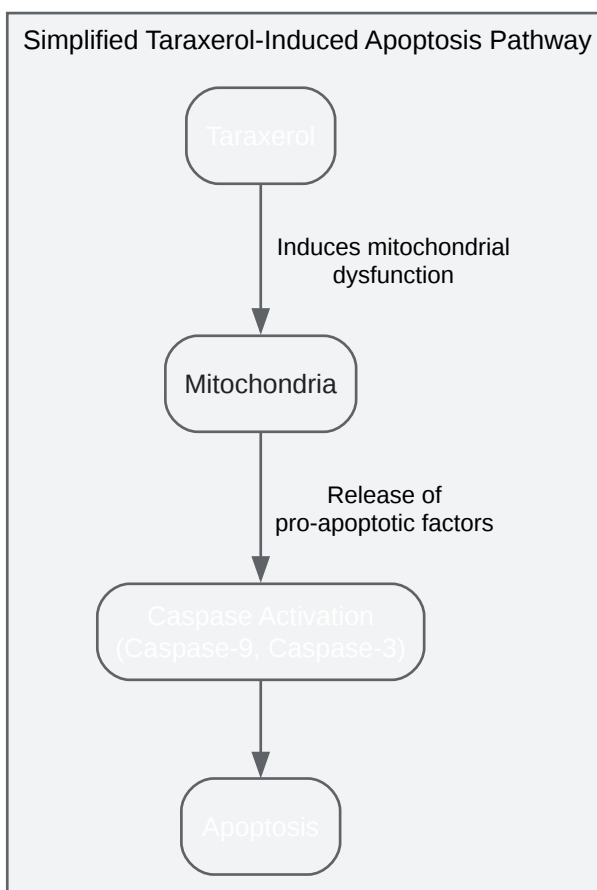 Simplified Taraxerol-Induced Apoptosis Pathway
Taraxerol
Induces mitochondrial
dysfunction
Mitochondria
Release of
pro-apoptotic factors
Caspase Activation
(Caspase-9, Caspase-3)
Apoptosis